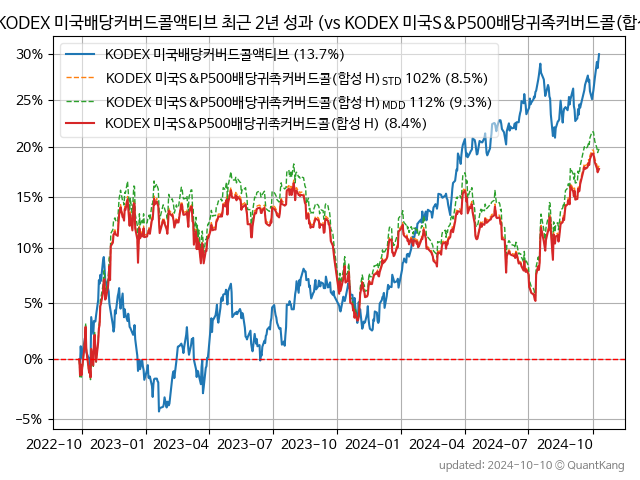 KODEX 미국배당커버드콜액티브 최근 2년 성과 (vs KODEX 미국S&P500배당귀족커버드콜(합성
KODEX 미국배당커버드콜액티브 (13.7%)
KODEX 미국S&P500배당귀족커버드콜(합성 H) STD 102% (8.5%)
KODEX 미국S&P500배당귀족커버드콜(합성 H) MDD 112% (9.3%)
KODEX 미국S&P500배당귀족커버드콜(합성 H) (8.4%)
30%
25%
20%
15%
10%
5%
0%
−5%
2022-10 2023-01 2023-04 2023-07 2023-10 2024-01 2024-04 2024-07 2024-10
updated: 2024-10-10 © QuantKang